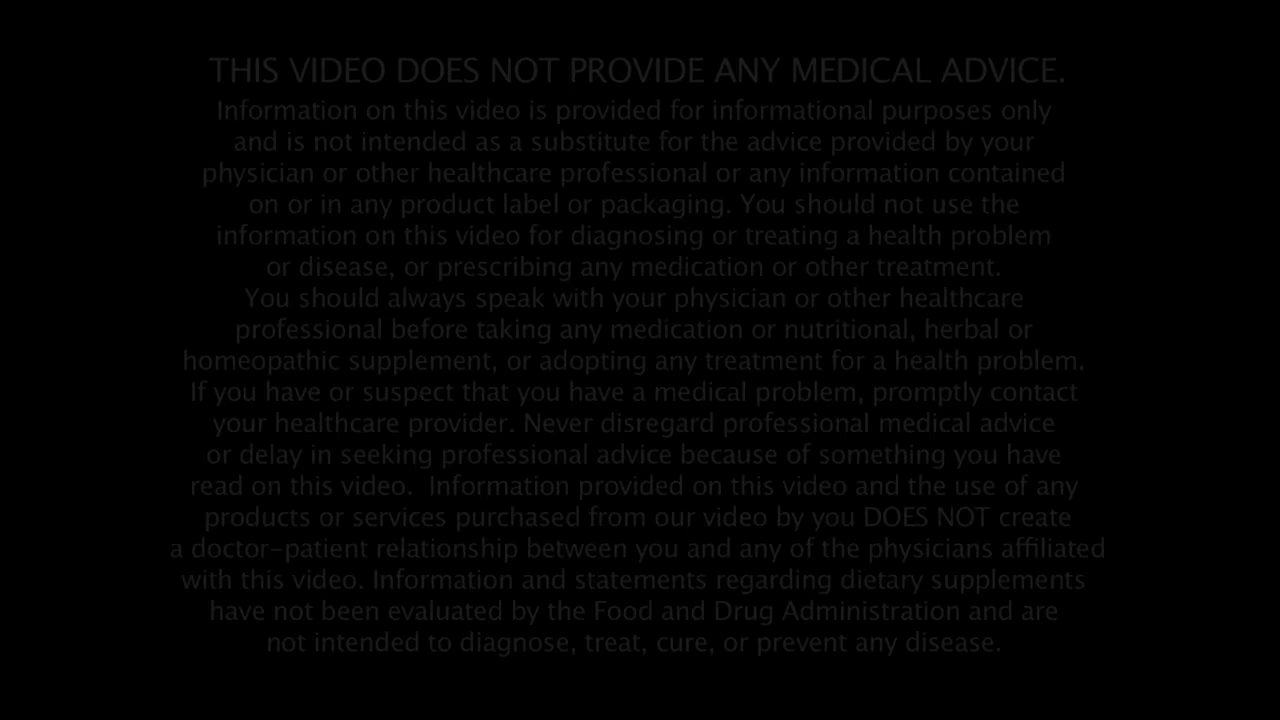 THIS VIDEO DOES NOT PROVIDE ANY MEDICAL ADVICE.
Information on this video is provided for informational purposes only
and is not intended as a substitute for the advice provided by your
physician or other healthcare professional or any information contained
on or in any product label or packaging. You should not use the
information on this video for diagnosing or treating a health problem
or disease, or prescribing any medication or other treatment.
You should always speak with your physician or other healthcare
professional before taking any medication or nutritional, herbal or
homeopathic supplement, or adopting any treatment for a health problem.
If you have or suspect that you have a medical problem, promptly contact
your healthcare provider. Never disregard professional medical advice
or delay in seeking professional advice because of something you have
read on this video.  Information provided on this video and the use of any
products or services purchased from our video by you DOES NOT create
a doctor-patient relationship between you and any of the physicians affiliated
with this video. Information and statements regarding dietary supplements
have not been evaluated by the Food and Drug Administration and are
not intended to diagnose, treat, cure, or prevent any disease.